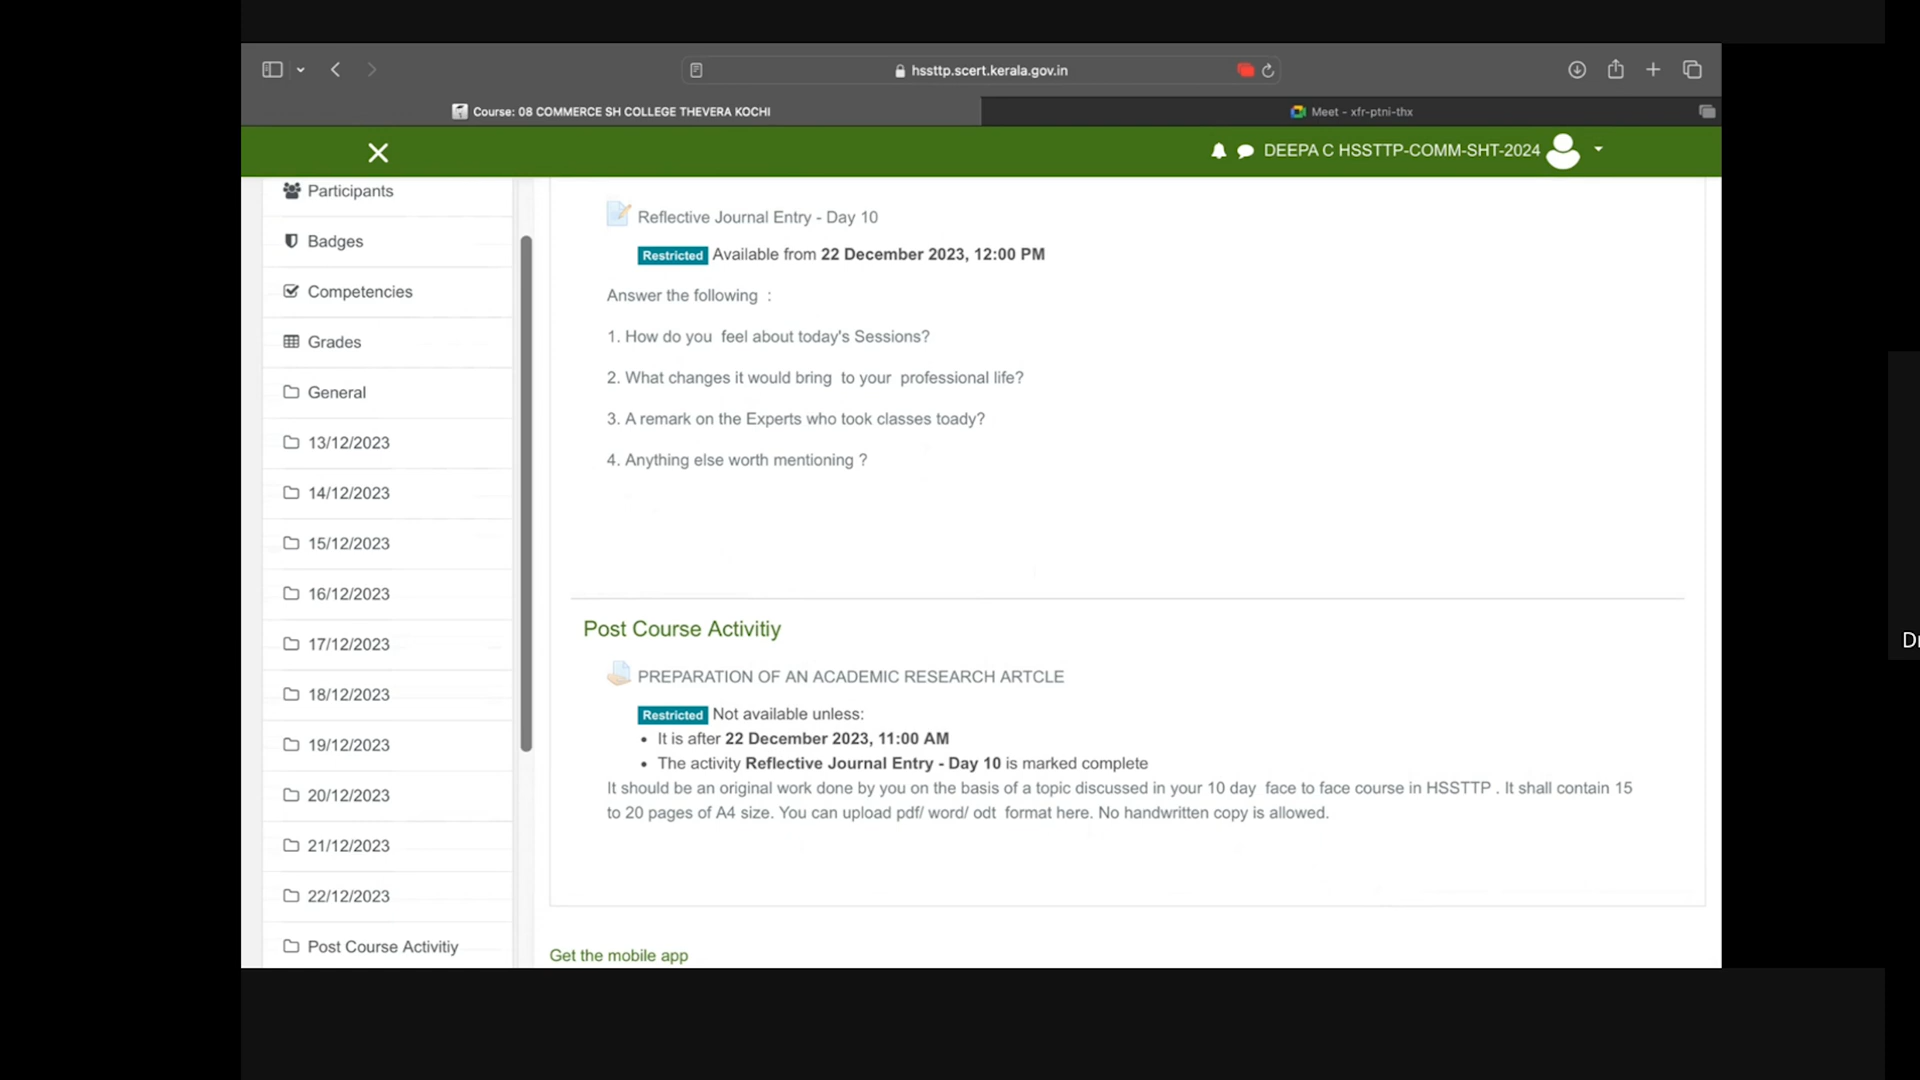 hssttp.scert.kerala.gov.in
Course: 08 COMMERCE SH COLLEGE THEVERA KOCHI
Meet - xfr-ptni-thx
DEEPA C HSSTTP-COMM-SHT-2024
Participants
Badges
Competencies
Grades
General
13/12/2023
14/12/2023
15/12/2023
16/12/2023
17/12/2023
18/12/2023
19/12/2023
20/12/2023
21/12/2023
22/12/2023
Post Course Activitiy
Reflective Journal Entry - Day 10
Restricted Available from 22 December 2023, 12:00 PM
Answer the following :
1. How do you feel about today's Sessions?
2. What changes it would bring to your professional life?
3. A remark on the Experts who took classes toady?
4. Anything else worth mentioning ?
Post Course Activitiy
PREPARATION OF AN ACADEMIC RESEARCH ARTCLE
Restricted Not available unless:
• It is after 22 December 2023, 11:00 AM
• The activity Reflective Journal Entry - Day 10 is marked complete
It should be an original work done by you on the basis of a topic discussed in your 10 day face to face course in HSSTTP . It shall contain 15
to 20 pages of A4 size. You can upload pdf/ word/ odt format here. No handwritten copy is allowed.
Get the mobile app